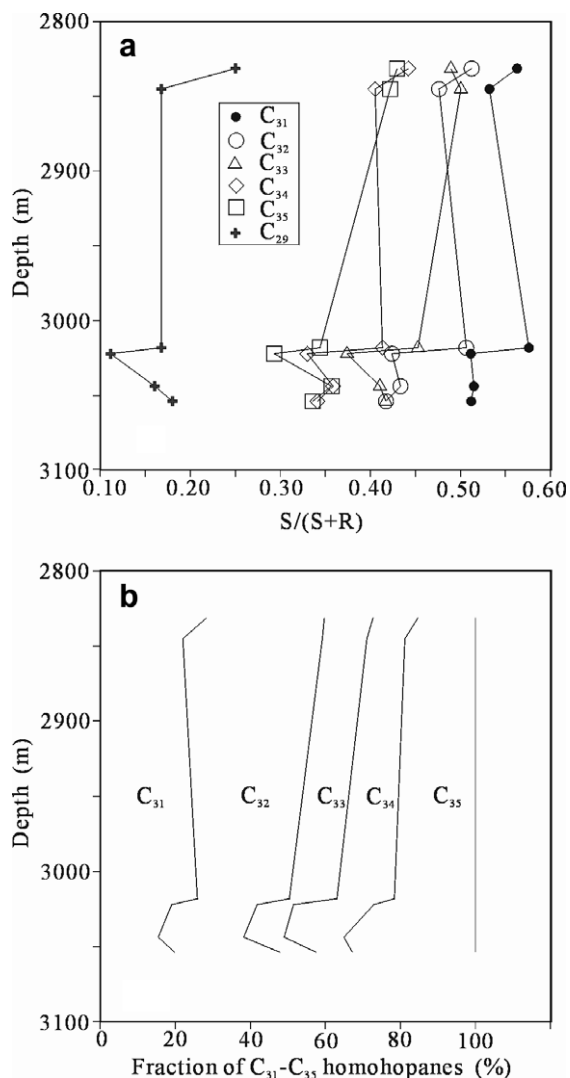 a
2800
2900
3000
3100
Depth (m)
C₃₁
C₃₂
C₃₃
C₃₄
C₃₅
C₂₉
0.10 0.20 0.30 0.40 0.50 0.60
S/(S+R)
b
2800
2900
3000
3100
Depth (m)
C₃₁ C₃₂ C₃₃ C₃₄ C₃₅
0 20 40 60 80 100
Fraction of C₃₁-C₃₅ homohopanes (%)